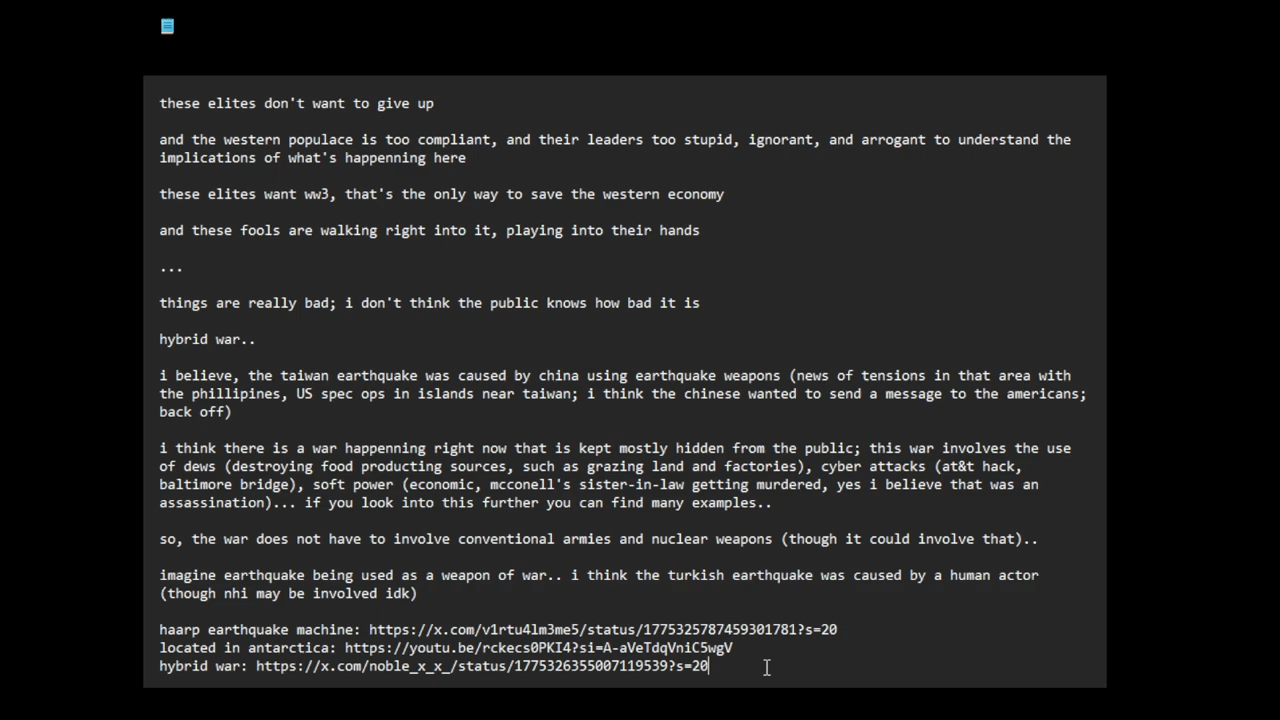 these elites don't want to give up
and the western populace is too compliant, and their leaders too stupid, ignorant, and arrogant to understand the
implications of what's happenning here
these elites want ww3, that's the only way to save the western economy
and these fools are walking right into it, playing into their hands
...
things are really bad; i don't think the public knows how bad it is
hybrid war..
i believe, the taiwan earthquake was caused by china using earthquake weapons (news of tensions in that area with
the phillipines, US spec ops in islands near taiwan; i think the chinese wanted to send a message to the americans;
back off)
i think there is a war happenning right now that is kept mostly hidden from the public; this war involves the use
of dews (destroying food producting sources, such as grazing land and factories), cyber attacks (at&t hack,
baltimore bridge), soft power (economic, mcconell's sister-in-law getting murdered, yes i believe that was an
assassination)... if you look into this further you can find many examples..
so, the war does not have to involve conventional armies and nuclear weapons (though it could involve that)..
imagine earthquake being used as a weapon of war.. i think the turkish earthquake was caused by a human actor
(though nhi may be involved idk)
haarp earthquake machine: https://x.com/v1rtu4lm3me5/status/1775325787459301781?s=20
located in antarctica: https://youtu.be/rckecs0PKI4?si=A-aVeTdqVniC5wgV
hybrid war: https://x.com/noble_x_x_/status/1775326355007119539?s=20